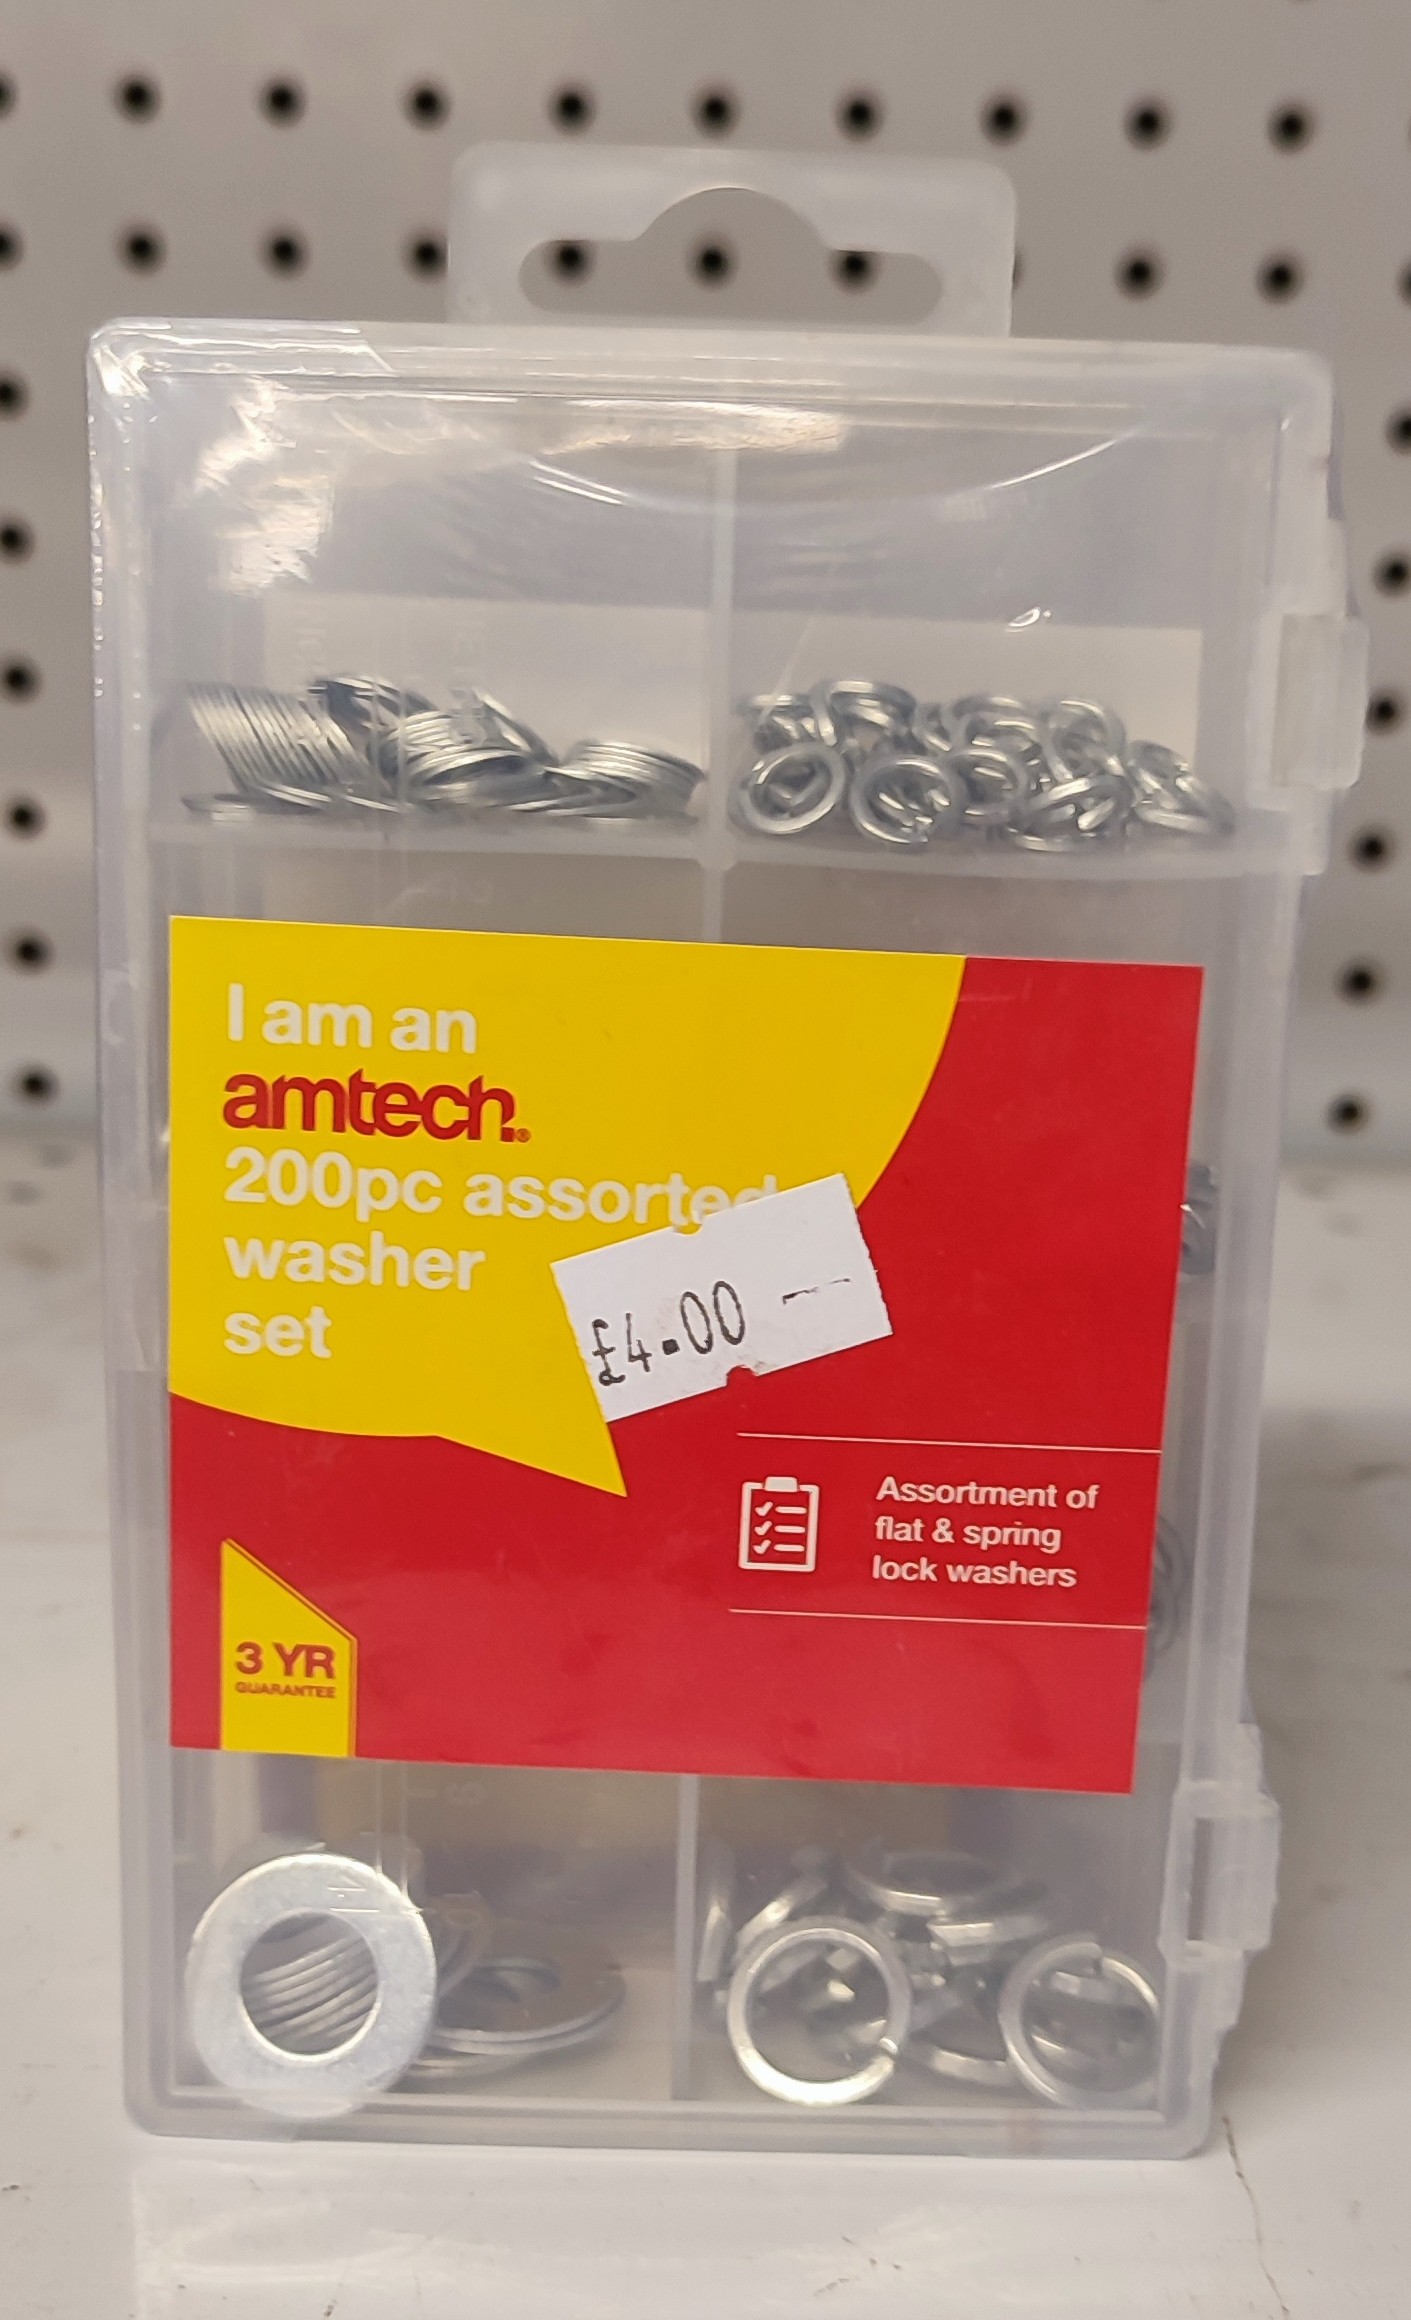 I am an
amtech®
200pc assorted
washer
set
£4.00
Assortment of
flat & spring
lock washers
3 YR
GUARANTEE